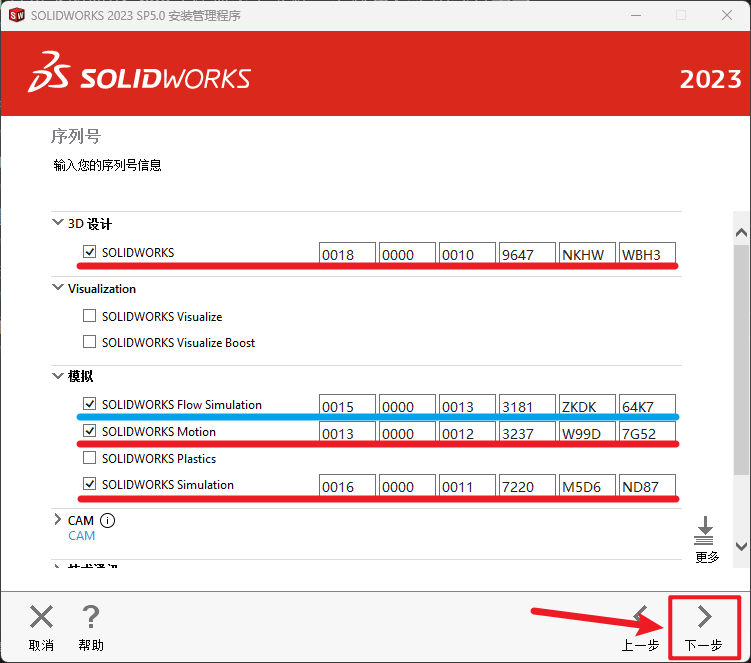 SOLIDWORKS 2023 SP5.0 安装管理程序
SOLIDWORKS 2023
序列号
输入您的序列号信息
3D 设计
SOLIDWORKS 0018 0000 0010 9647 NKHW WBH3
Visualization
SOLIDWORKS Visualize
SOLIDWORKS Visualize Boost
模拟
SOLIDWORKS Flow Simulation 0015 0000 0013 3181 ZKDK 64K7
SOLIDWORKS Motion 0013 0000 0012 3237 W99D 7G52
SOLIDWORKS Plastics
SOLIDWORKS Simulation 0016 0000 0011 7220 M5D6 ND87
CAM
CAM
更多
取消 帮助 上一步 下一步